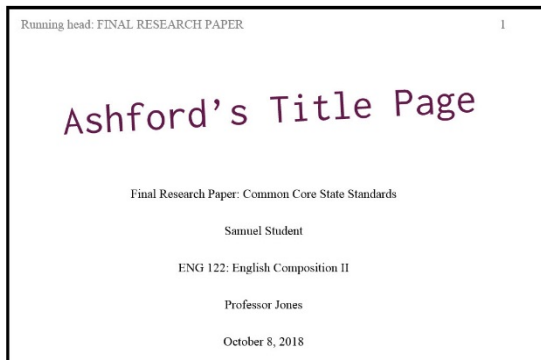 Running head: FINAL RESEARCH PAPER 1
Ashford's Title Page
Final Research Paper: Common Core State Standards
Samuel Student
ENG 122: English Composition II
Professor Jones
October 8, 2018